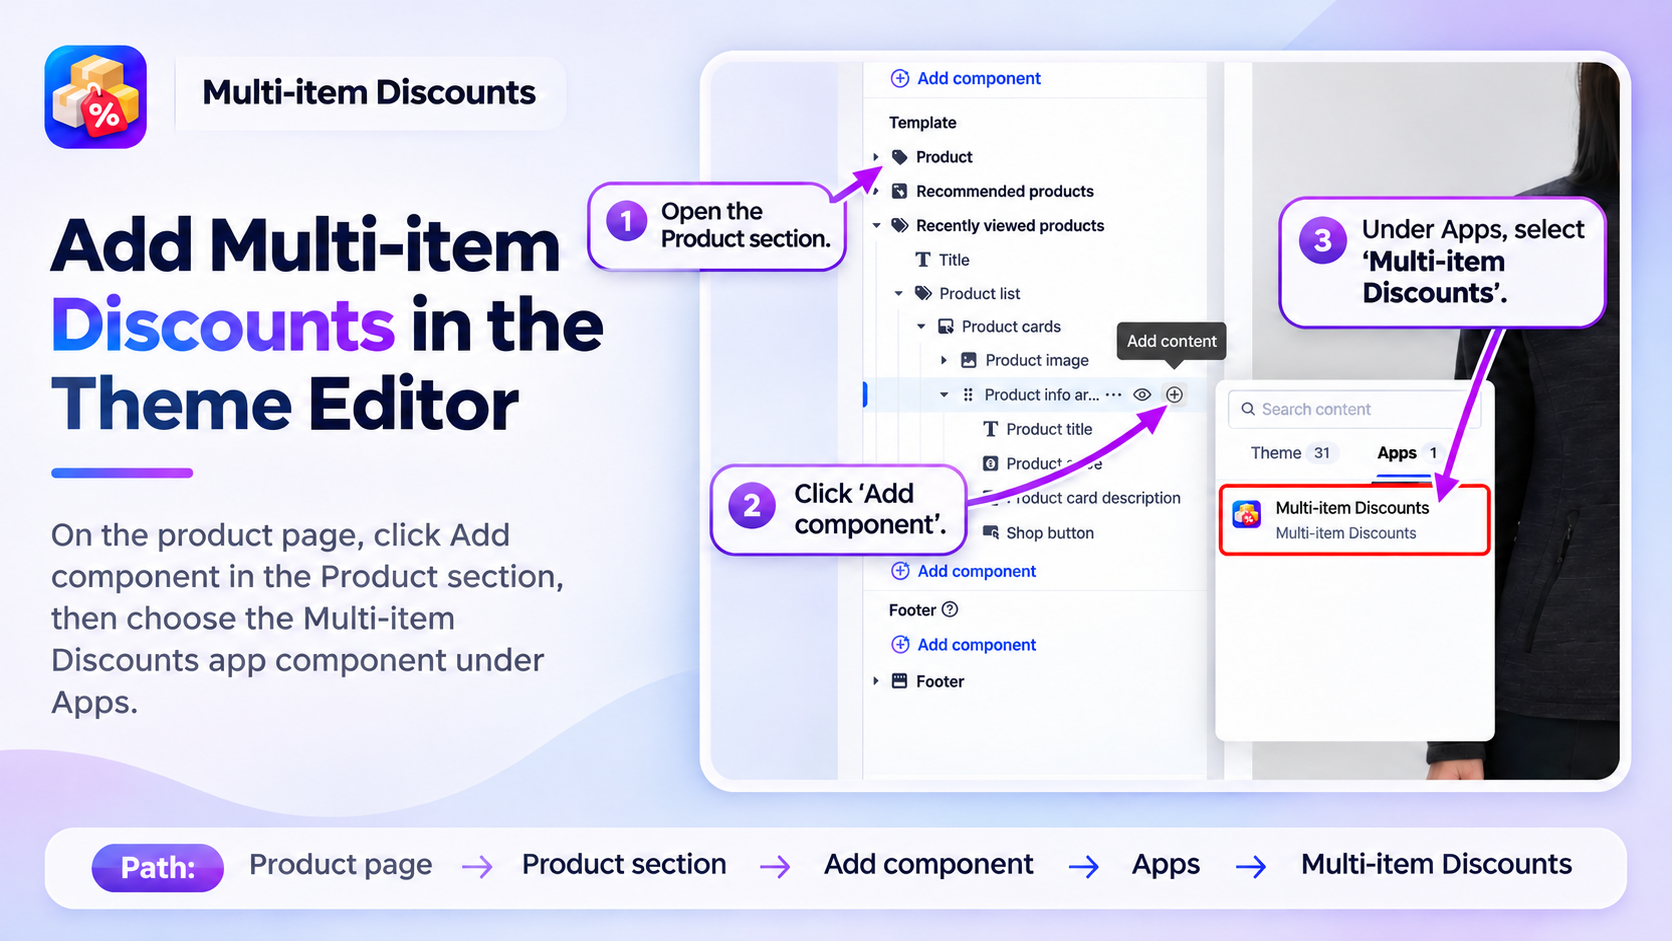 Multi-item Discounts
Add Multi-item
Discounts in the
Theme Editor
On the product page, click Add
component in the Product section,
then choose the Multi-item
Discounts app component under
Apps.
Add component
Template
Product
Recommended products
Recently viewed products
Title
Product list
Product cards
Product image
Add content
Product info ar...
Product title
Product
Product card description
Shop button
Add component
Footer
Add component
Footer
1
Open the
Product section.
2
Click ‘Add
component’.
3
Under Apps, select
‘Multi-item
Discounts’.
Search content
Theme 31
Apps 1
Multi-item Discounts
Multi-item Discounts
Path: Product page → Product section → Add component → Apps → Multi-item Discounts